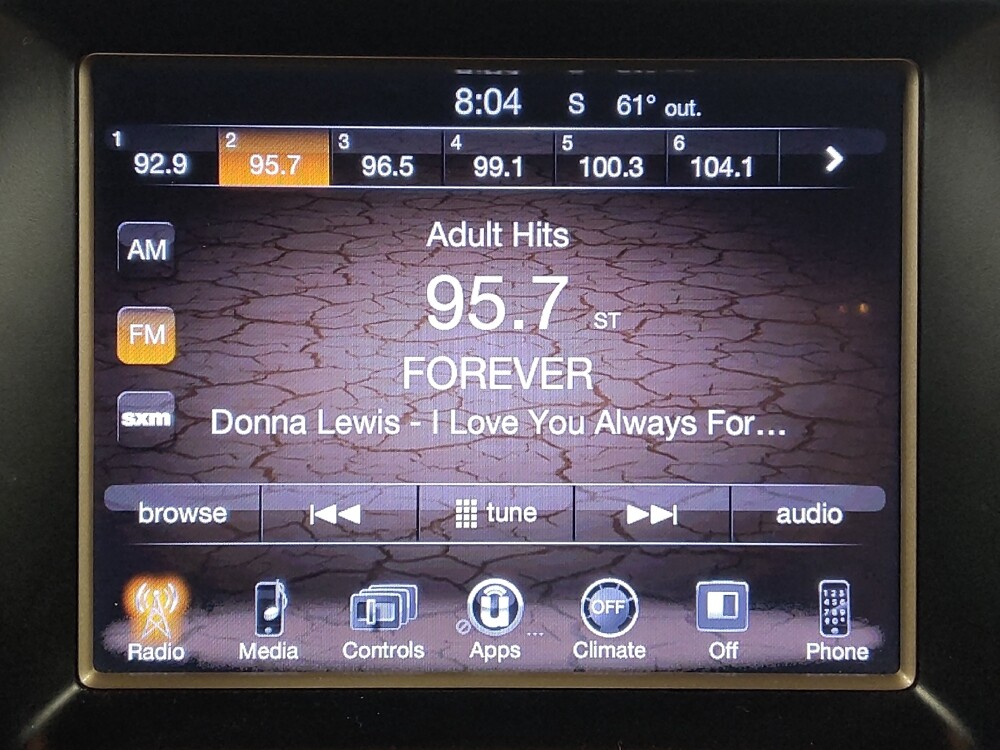 8:04 S 61° out.
1 2 3 4 5 6
92.9 95.7 96.5 99.1 100.3 104.1
Adult Hits
AM
95.7 ST
FM
FOREVER
sxm
Donna Lewis - I Love You Always For...
browse tune audio
OFF
Radio Media Controls Apps Climate Off Phone